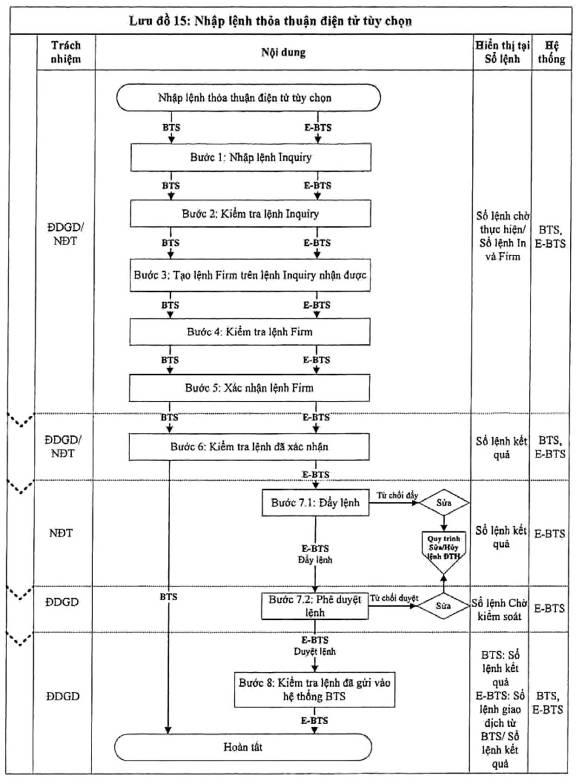 Lưu đồ 15: Nhập lệnh thỏa thuận điện tử tùy chọn
Trách
nhiệm
Nội dung
Hiển thị tại
Sổ lệnh
Hệ
thống
Nhập lệnh thỏa thuận điện tử tùy chọn
BTS
E-BTS
Bước 1: Nhập lệnh Inquiry
BTS
E-BTS
Bước 2: Kiểm tra lệnh Inquiry
BTS
E-BTS
ĐDGD/
NĐT
Bước 3: Tạo lệnh Firm trên lệnh Inquiry nhận được
Sổ lệnh chờ
thực hiện/
Sổ lệnh In
và Firm
BTS,
E-BTS
BTS
E-BTS
Bước 4: Kiểm tra lệnh Firm
BTS
E-BTS
Bước 5: Xác nhận lệnh Firm
BTS
E-BTS
ĐDGD/
NĐT
Bước 6: Kiểm tra lệnh đã xác nhận
Sổ lệnh kết
quả
BTS,
E-BTS
E-BTS
Bước 7.1: Đẩy lệnh
Từ chối đẩy
Sửa
NĐT
Quy trình
Sửa/Hủy
lệnh ĐTH
Sổ lệnh kết
quả
E-BTS
E-BTS
Đẩy lệnh
BTS
ĐDGD
Bước 7.2: Phê duyệt
lệnh
Từ chối duyệt
Sửa
Sổ lệnh Chờ
kiểm soát
E-BTS
E-BTS
Duyệt lệnh
ĐDGD
Bước 8: Kiểm tra lệnh đã gửi vào
hệ thống BTS
E-BTS
BTS: Sổ
lệnh kết
quả
E-BTS: Sổ
lệnh giao
dịch từ
BTS/ Sổ
lệnh kết
quả
BTS,
E-BTS
Hoàn tất